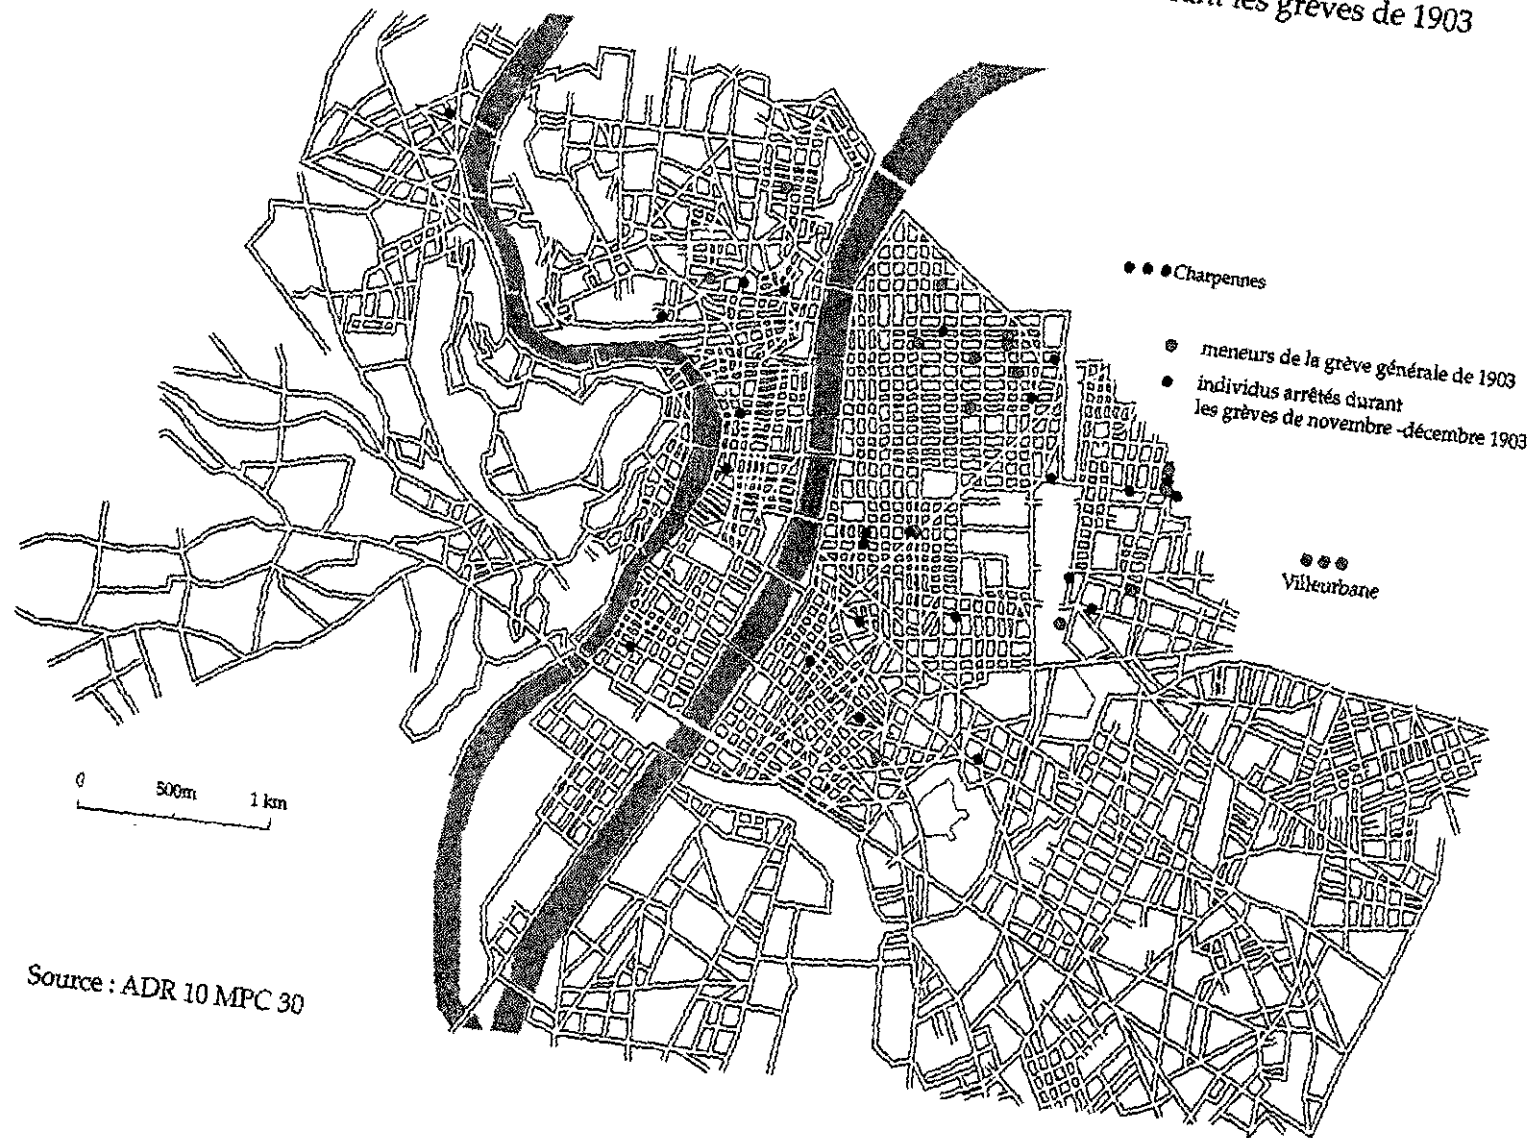 les grèves de 1903
Charpennes
meneurs de la grève générale de 1903
individus arrêtés durant
les grèves de novembre -décembre 1903
Villeurbane
0 500m 1 km
Source : ADR 10 MPC 30